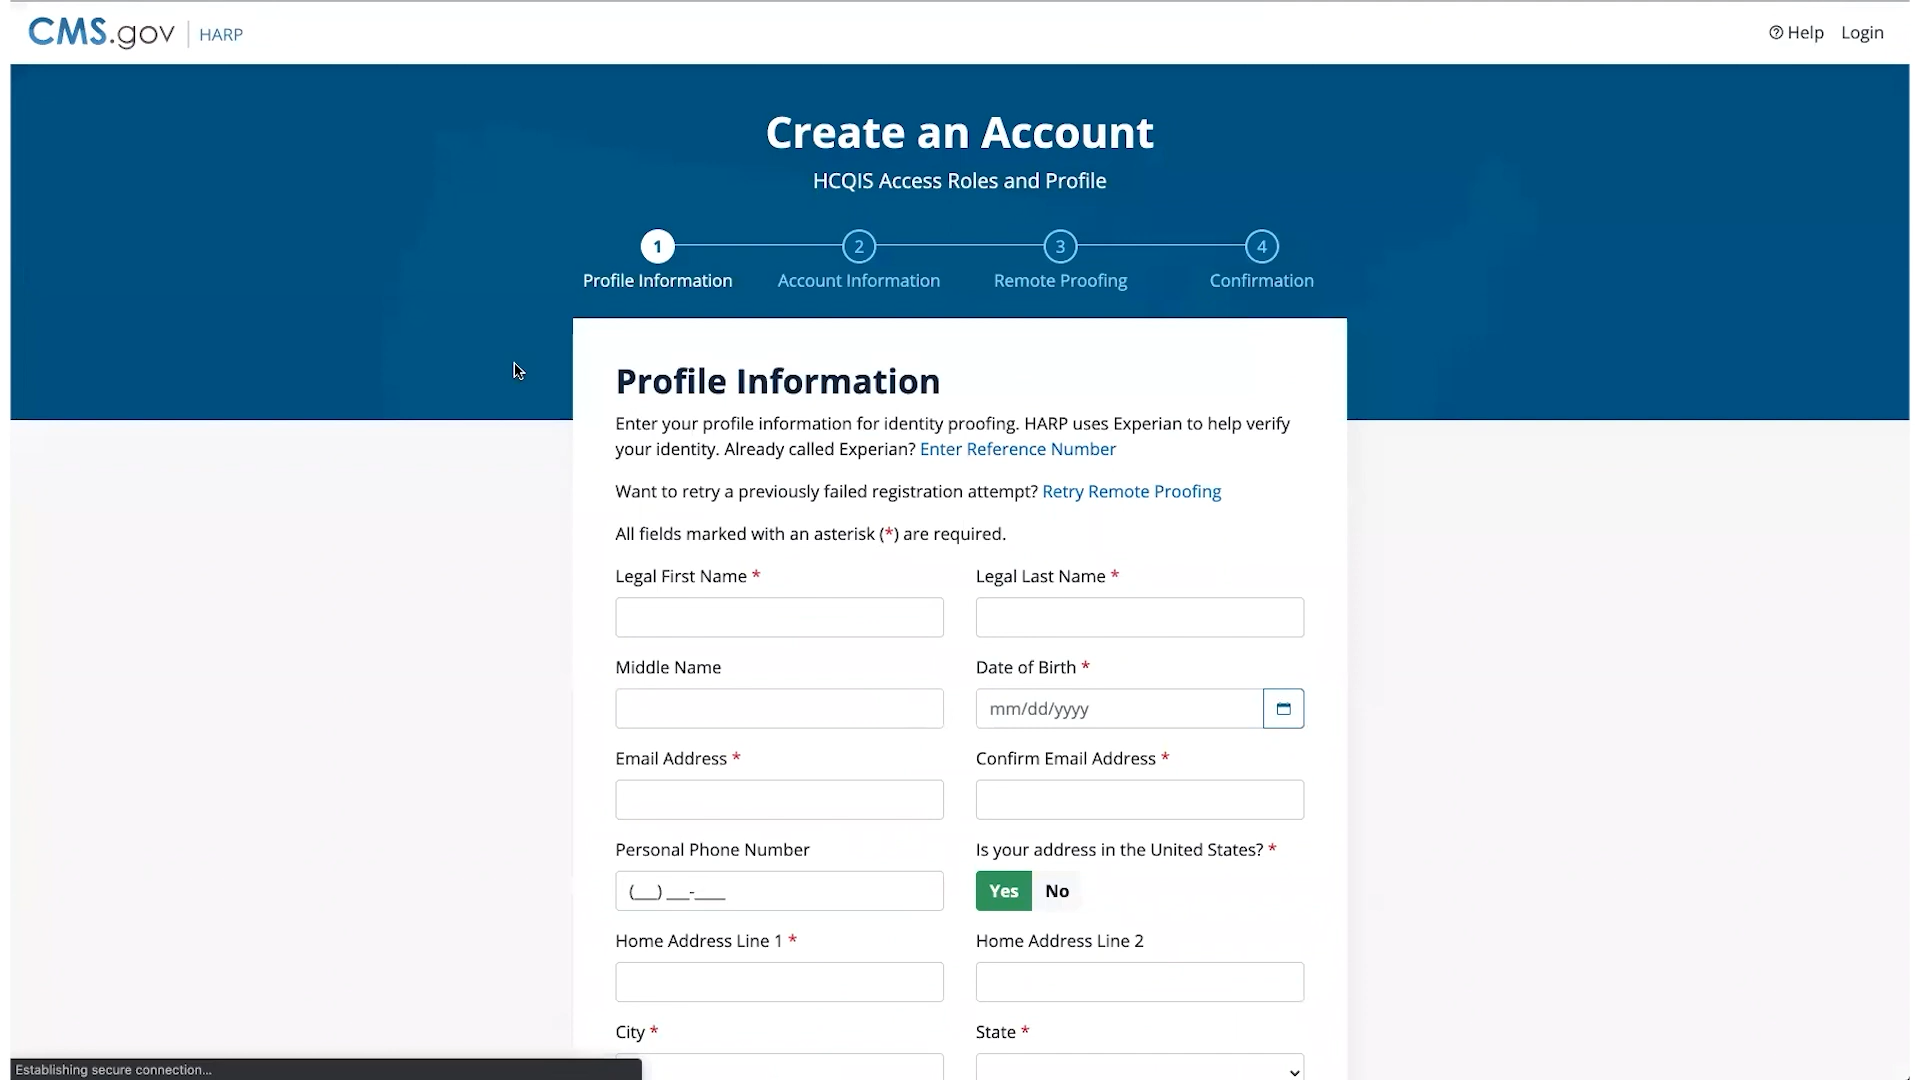 CMS.gov HARP
Help Login
Create an Account
HCQIS Access Roles and Profile
1 2 3 4
Profile Information Account Information Remote Proofing Confirmation
Profile Information
Enter your profile information for identity proofing. HARP uses Experian to help verify
your identity. Already called Experian? Enter Reference Number
Want to retry a previously failed registration attempt? Retry Remote Proofing
All fields marked with an asterisk (*) are required.
Legal First Name * Legal Last Name *
Middle Name Date of Birth *
mm/dd/yyyy
Email Address * Confirm Email Address *
Personal Phone Number Is your address in the United States? *
(___) ___-____ Yes No
Home Address Line 1 * Home Address Line 2
City * State *
Establishing secure connection...